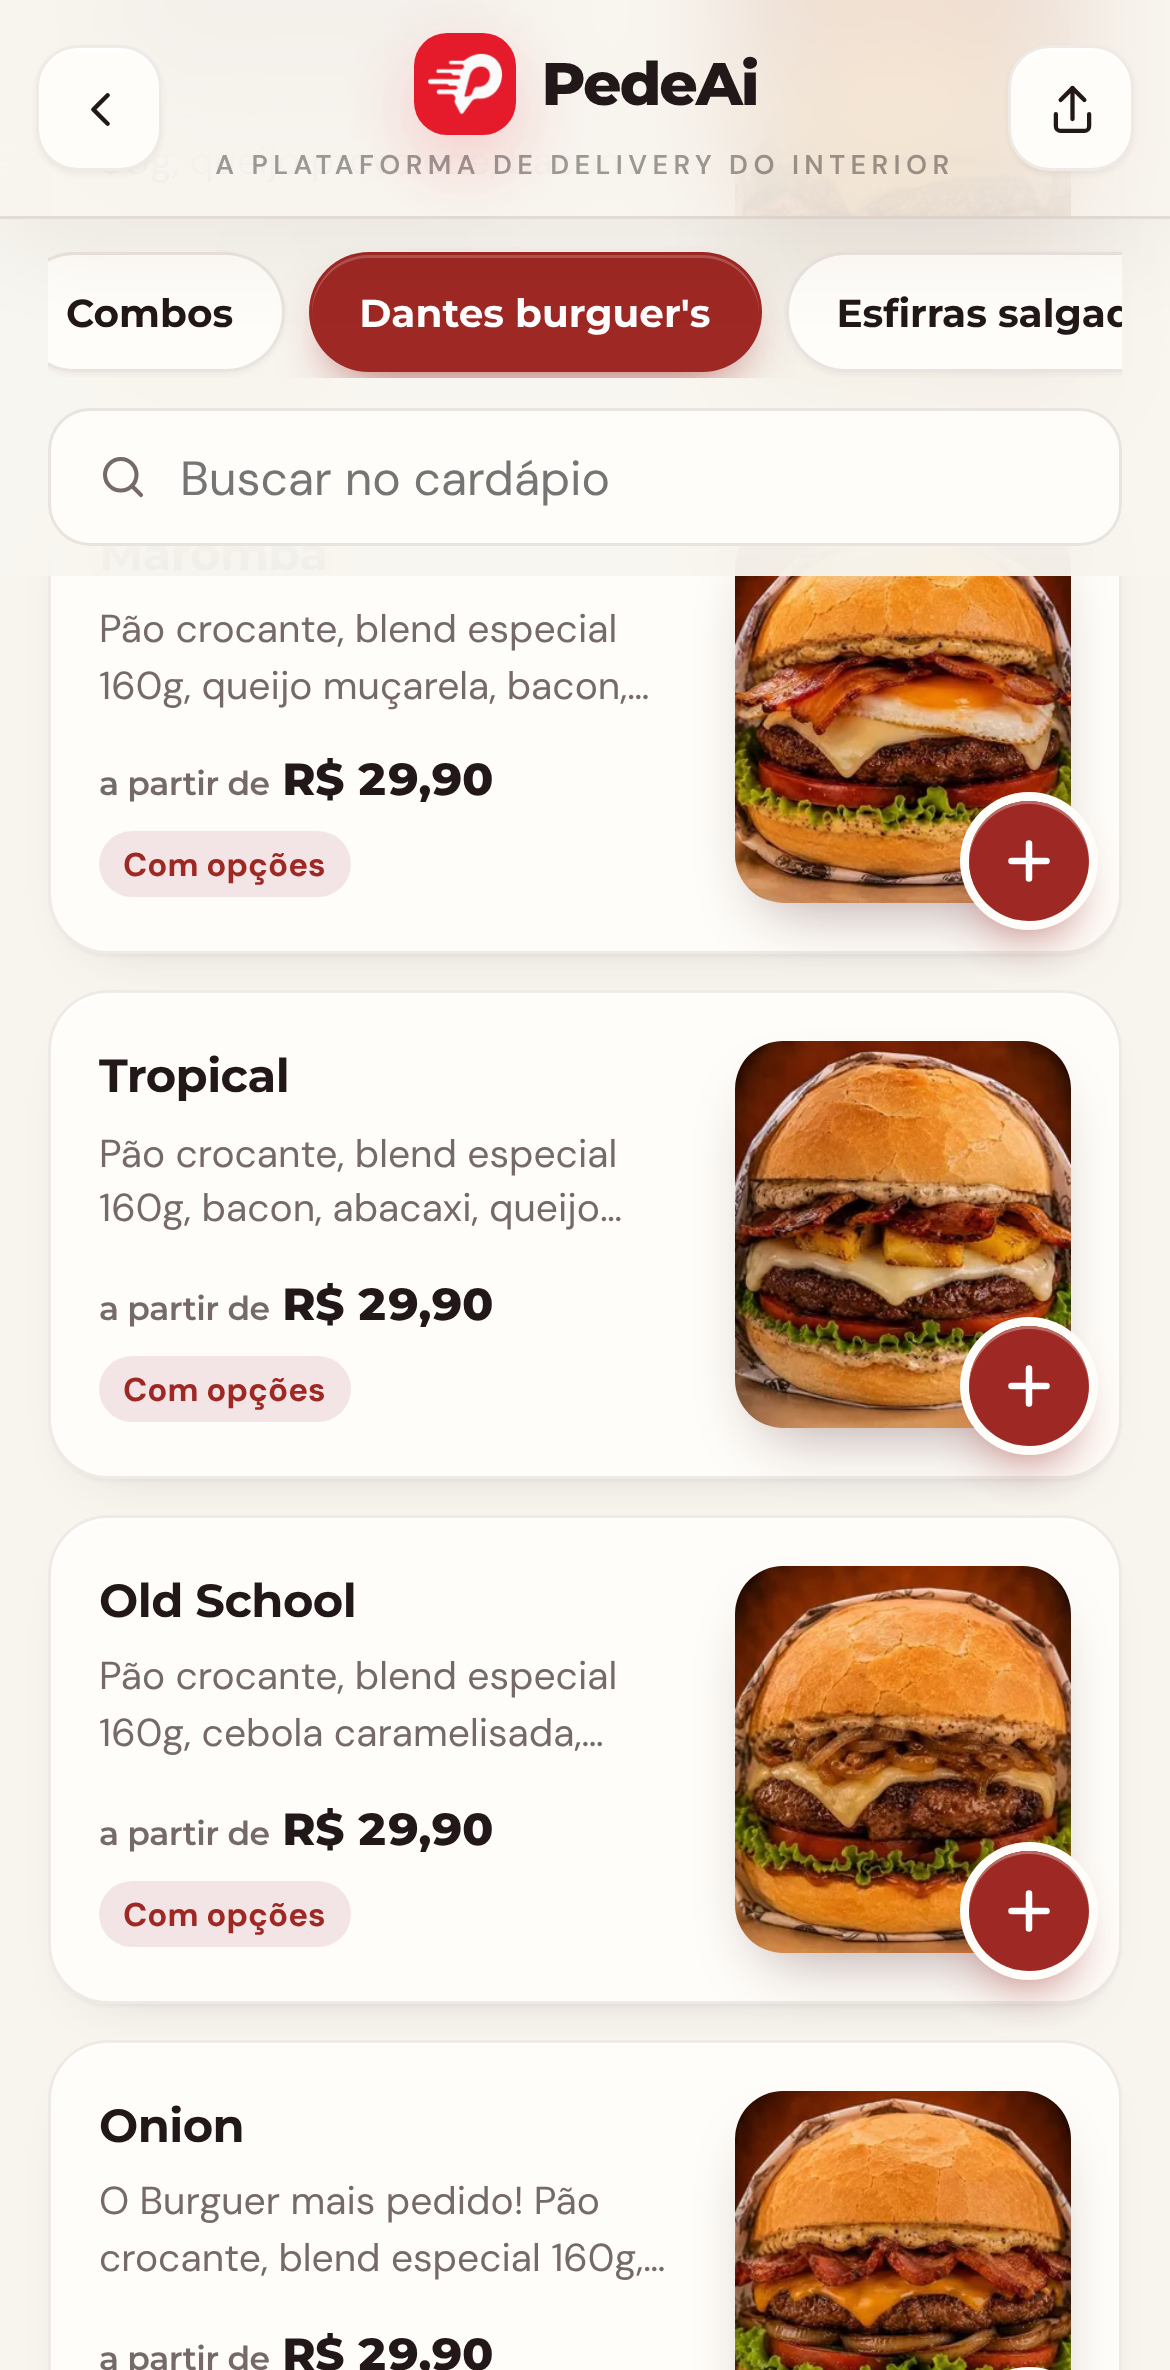 PedeAi
A PLATAFORMA DE DELIVERY DO INTERIOR
Combos
Dantes burguer's
Esfirras salgad
Buscar no cardápio
Maromba
Pão crocante, blend especial
160g, queijo muçarela, bacon,...
a partir de R$ 29,90
Com opções
Tropical
Pão crocante, blend especial
160g, bacon, abacaxi, queijo...
a partir de R$ 29,90
Com opções
Old School
Pão crocante, blend especial
160g, cebola caramelisada,...
a partir de R$ 29,90
Com opções
Onion
O Burguer mais pedido! Pão
crocante, blend especial 160g,...
a partir de R$ 29,90